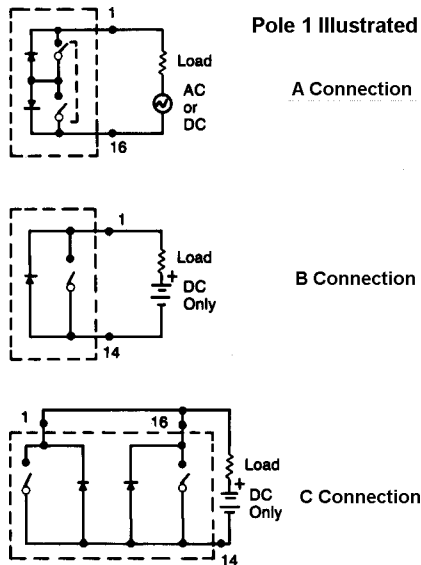 Pole 1 Illustrated
1
Load
AC
or
DC
16
A Connection
1
Load
+
DC
Only
14
B Connection
1
16
Load
+
DC
Only
14
C Connection